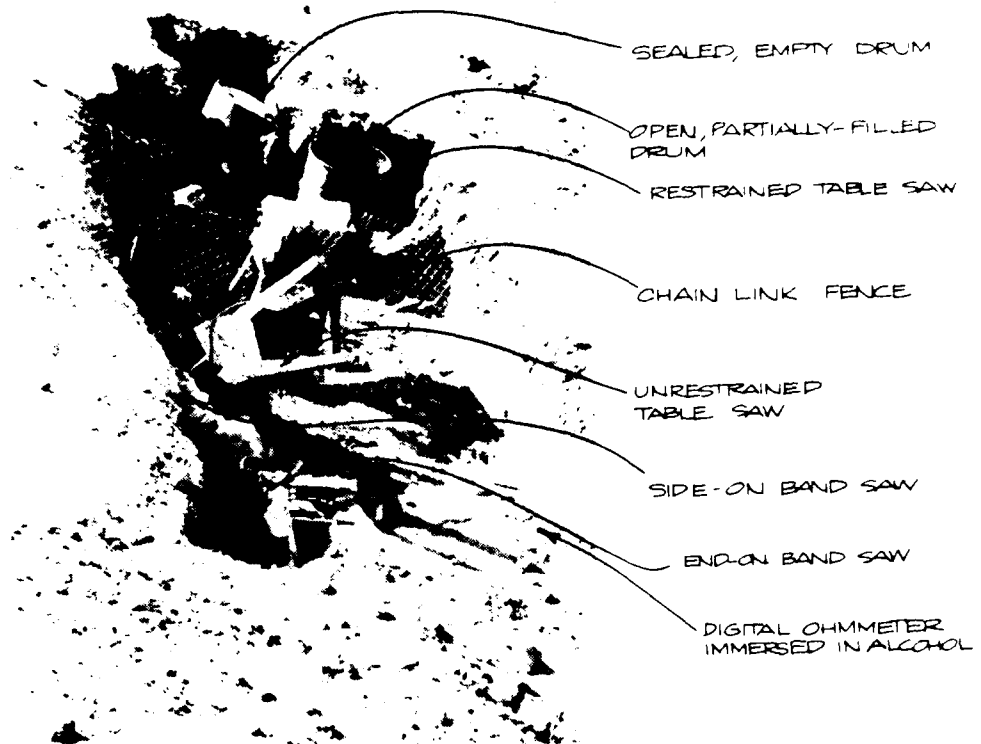 SEALED, EMPTY DRUM
OPEN, PARTIALLY-FILLED
DRUM
RESTRAINED TABLE SAW
CHAIN LINK FENCE
UNRESTRAINED
TABLE SAW
SIDE-ON BAND SAW
END-ON BAND SAW
DIGITAL OHMMETER
IMMERSED IN ALCOHOL